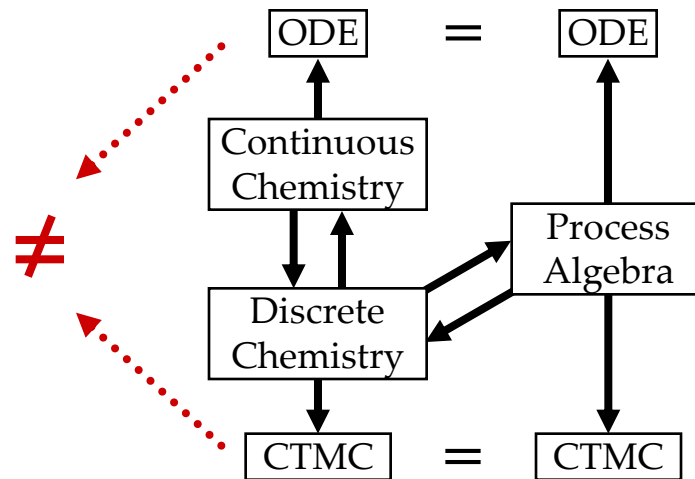 ODE = ODE
Continuous
Chemistry
≠
Process
Algebra
Discrete
Chemistry
CTMC = CTMC